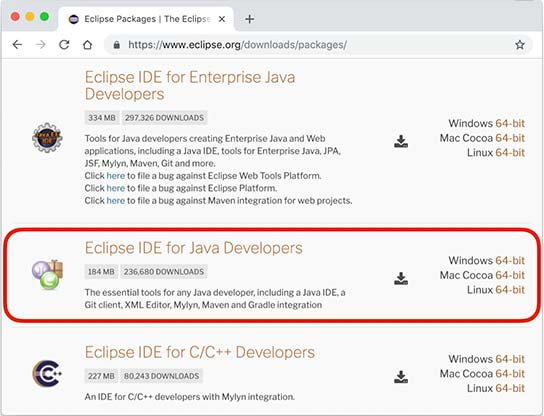 Eclipse Packages | The Eclipse
https://www.eclipse.org/downloads/packages/
Eclipse IDE for Enterprise Java
Developers
334 MB 297,326 DOWNLOADS
Tools for Java developers creating Enterprise Java and Web
applications, including a Java IDE, tools for Enterprise Java, JPA,
JSF, Mylyn, Maven, Git and more.
Click here to file a bug against Eclipse Web Tools Platform.
Click here to file a bug against Eclipse Platform.
Click here to file a bug against Maven integration for web projects.
Windows 64-bit
Mac Cocoa 64-bit
Linux 64-bit
Eclipse IDE for Java Developers
184 MB 236,680 DOWNLOADS
The essential tools for any Java developer, including a Java IDE, a
Git client, XML Editor, Mylyn, Maven and Gradle integration
Windows 64-bit
Mac Cocoa 64-bit
Linux 64-bit
Eclipse IDE for C/C++ Developers
227 MB 80,243 DOWNLOADS
An IDE for C/C++ developers with Mylyn integration.
Windows 64-bit
Mac Cocoa 64-bit
Linux 64-bit